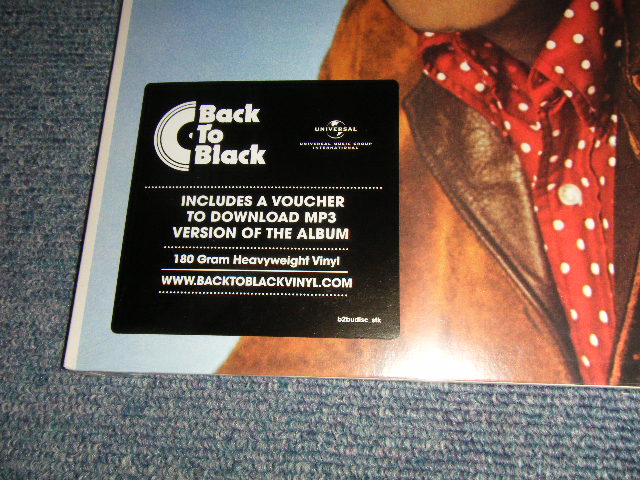 Back
To
Black
UNIVERSAL
UNIVERSAL MUSIC GROUP
INTERNATIONAL
INCLUDES A VOUCHER
TO DOWNLOAD MP3
VERSION OF THE ALBUM
180 Gram Heavyweight Vinyl
WWW.BACKTOBLACKVINYL.COM
b2budlsc_stk